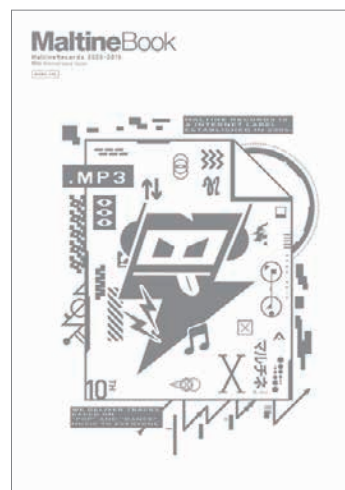 MaltineBook
MaltineRecords 2005-2015
MALTINE RECORDS IS
A INTERNET LABEL
ESTABLISHED IN 2005.
.MP3
マルチネ
X
10TH
WE DELIVER TRACKS
BASED ON
"POP" AND "DANCE"
MUSIC TO EVERYONE